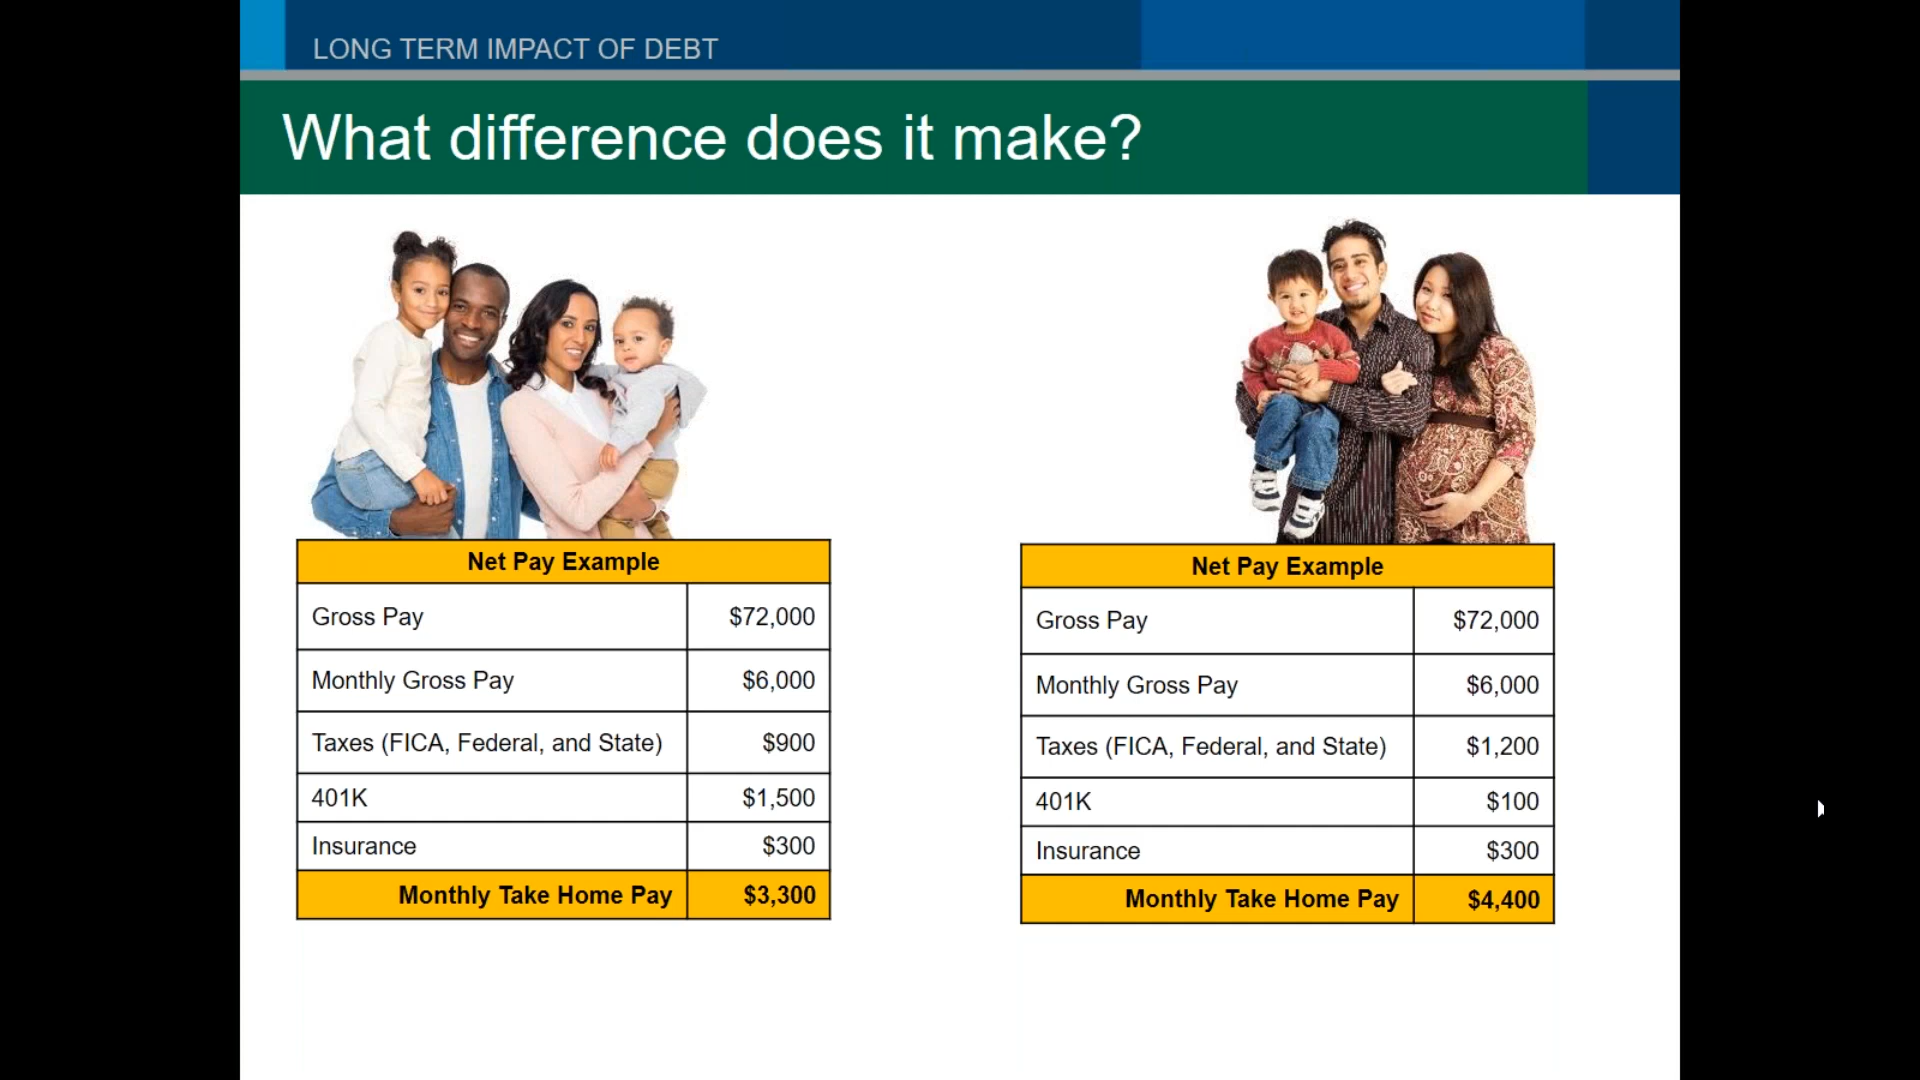 LONG TERM IMPACT OF DEBT
What difference does it make?
Net Pay Example
Gross Pay $72,000
Monthly Gross Pay $6,000
Taxes (FICA, Federal, and State) $900
401K $1,500
Insurance $300
Monthly Take Home Pay $3,300
Net Pay Example
Gross Pay $72,000
Monthly Gross Pay $6,000
Taxes (FICA, Federal, and State) $1,200
401K $100
Insurance $300
Monthly Take Home Pay $4,400